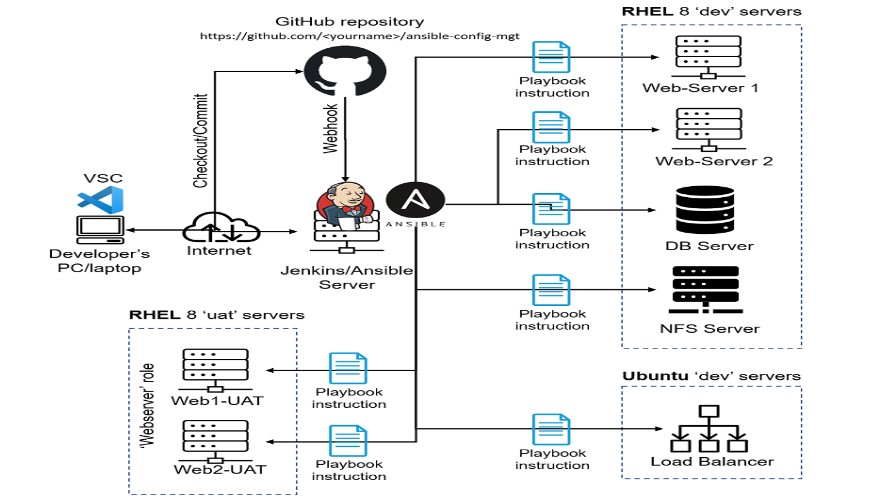 GitHub repository
https://github.com/<yourname>/ansible-config-mgt
RHEL 8 ‘dev’ servers
Playbook
instruction
Web-Server 1
Checkout/Commit
Webhook
Playbook
instruction
Web-Server 2
VSC
ANSIBLE
Playbook
instruction
DB Server
Internet
Developer's
PC/laptop
Jenkins/Ansible
Server
Playbook
instruction
NFS Server
RHEL 8 ‘uat’ servers
‘Webserver’ role
Web1-UAT
Playbook
instruction
Web2-UAT
Playbook
instruction
Ubuntu ‘dev’ servers
Playbook
instruction
Load Balancer